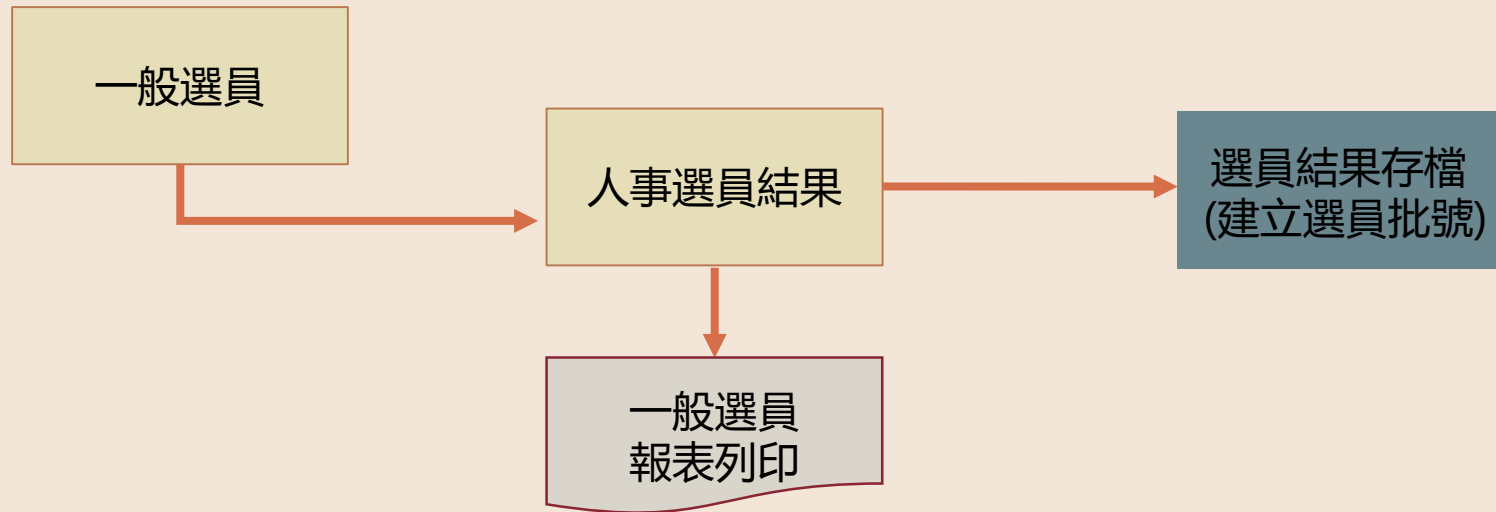 一般選員
人事選員結果
選員結果存檔
(建立選員批號)
一般選員
報表列印